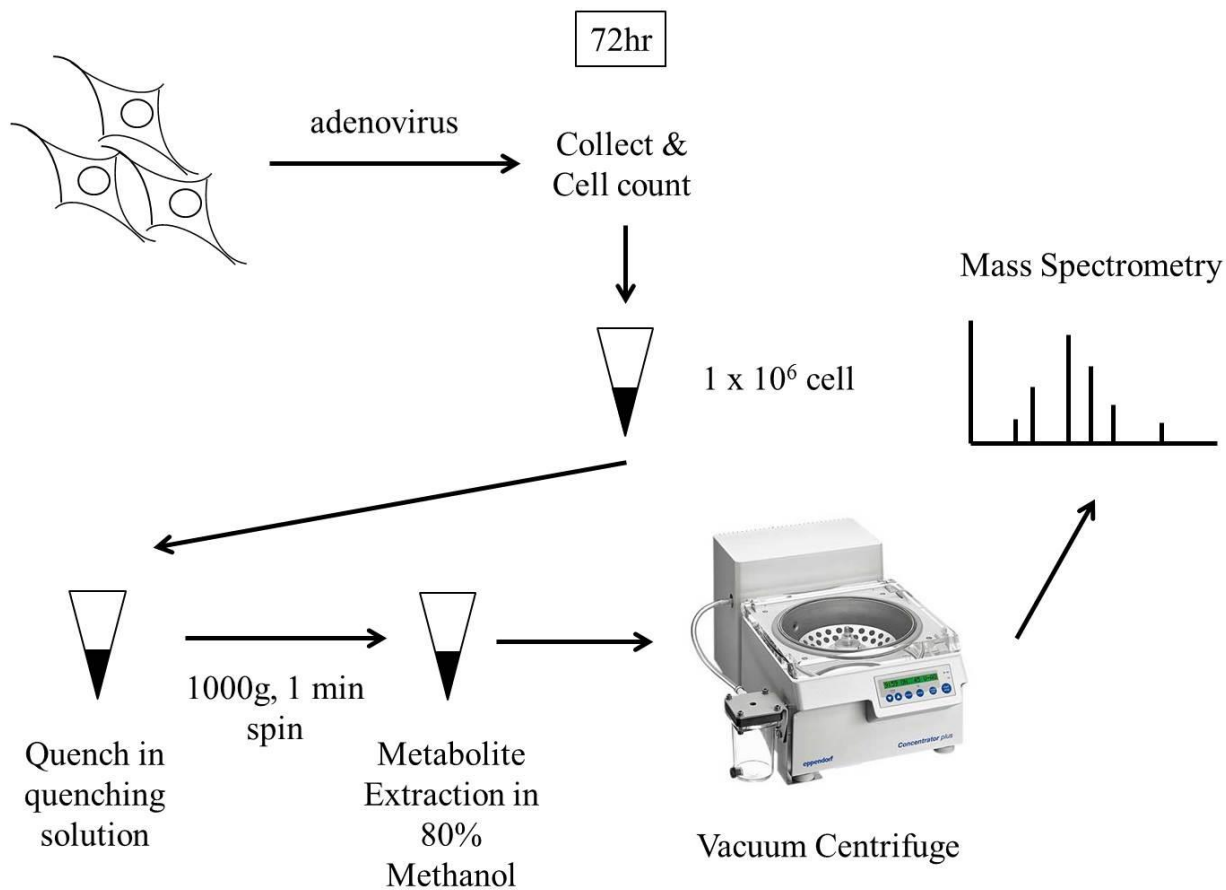 72hr
adenovirus
Collect &
Cell count
Mass Spectrometry
1 x 10⁶ cell
1000g, 1 min
spin
Quench in
quenching
solution
Metabolite
Extraction in
80%
Methanol
eppendorf
Concentrator plus
Vacuum Centrifuge